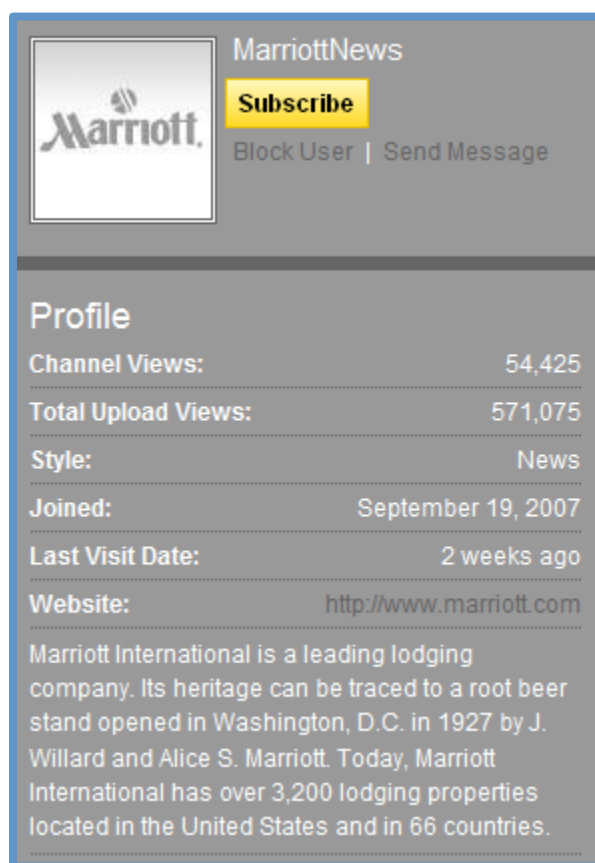 MarriottNews
Marriott.
Subscribe
Block User | Send Message
Profile
Channel Views: 54,425
Total Upload Views: 571,075
Style: News
Joined: September 19, 2007
Last Visit Date: 2 weeks ago
Website: http://www.marriott.com
Marriott International is a leading lodging
company. Its heritage can be traced to a root beer
stand opened in Washington, D.C. in 1927 by J.
Willard and Alice S. Marriott. Today, Marriott
International has over 3,200 lodging properties
located in the United States and in 66 countries.